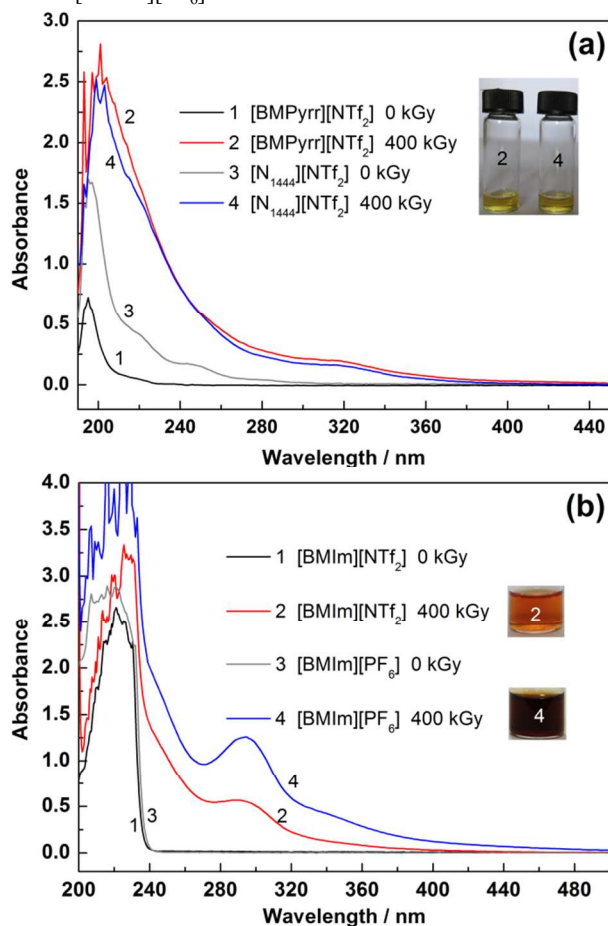 (a)
3.0
2.5
2.0
1.5
1.0
0.5
0.0
Absorbance
1 [BMPyrr][NTf₂] 0 kGy
2 [BMPyrr][NTf₂] 400 kGy
3 [N₁₄₄₄][NTf₂] 0 kGy
4 [N₁₄₄₄][NTf₂] 400 kGy
2
4
2
4
3
1
200 240 280 320 360 400 440
Wavelength / nm
(b)
4.0
3.5
3.0
2.5
2.0
1.5
1.0
0.5
0.0
Absorbance
1 [BMIm][NTf₂] 0 kGy
2 [BMIm][NTf₂] 400 kGy
2
3 [BMIm][PF₆] 0 kGy
4 [BMIm][PF₆] 400 kGy
4
4
2
1
3
200 240 280 320 360 400 440 480
Wavelength / nm